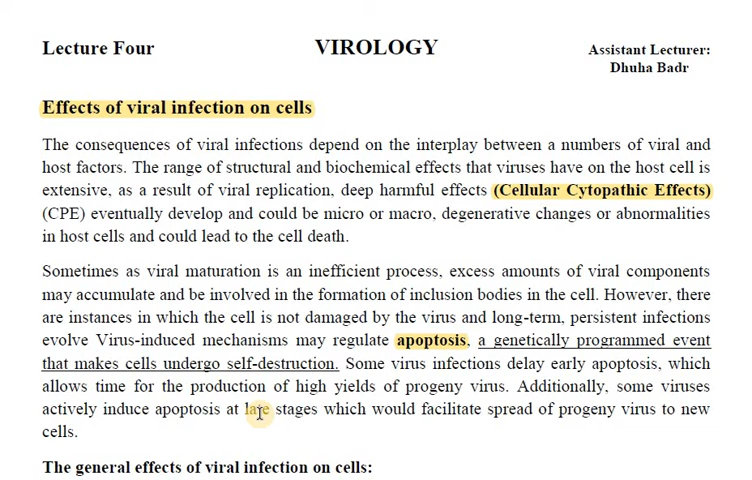 Lecture Four VIROLOGY Assistant Lecturer:
Dhuha Badr
Effects of viral infection on cells
The consequences of viral infections depend on the interplay between a numbers of viral and
host factors. The range of structural and biochemical effects that viruses have on the host cell is
extensive, as a result of viral replication, deep harmful effects (Cellular Cytopathic Effects)
(CPE) eventually develop and could be micro or macro, degenerative changes or abnormalities
in host cells and could lead to the cell death.
Sometimes as viral maturation is an inefficient process, excess amounts of viral components
may accumulate and be involved in the formation of inclusion bodies in the cell. However, there
are instances in which the cell is not damaged by the virus and long-term, persistent infections
evolve Virus-induced mechanisms may regulate apoptosis, a genetically programmed event
that makes cells undergo self-destruction. Some virus infections delay early apoptosis, which
allows time for the production of high yields of progeny virus. Additionally, some viruses
actively induce apoptosis at late stages which would facilitate spread of progeny virus to new
cells.
The general effects of viral infection on cells: